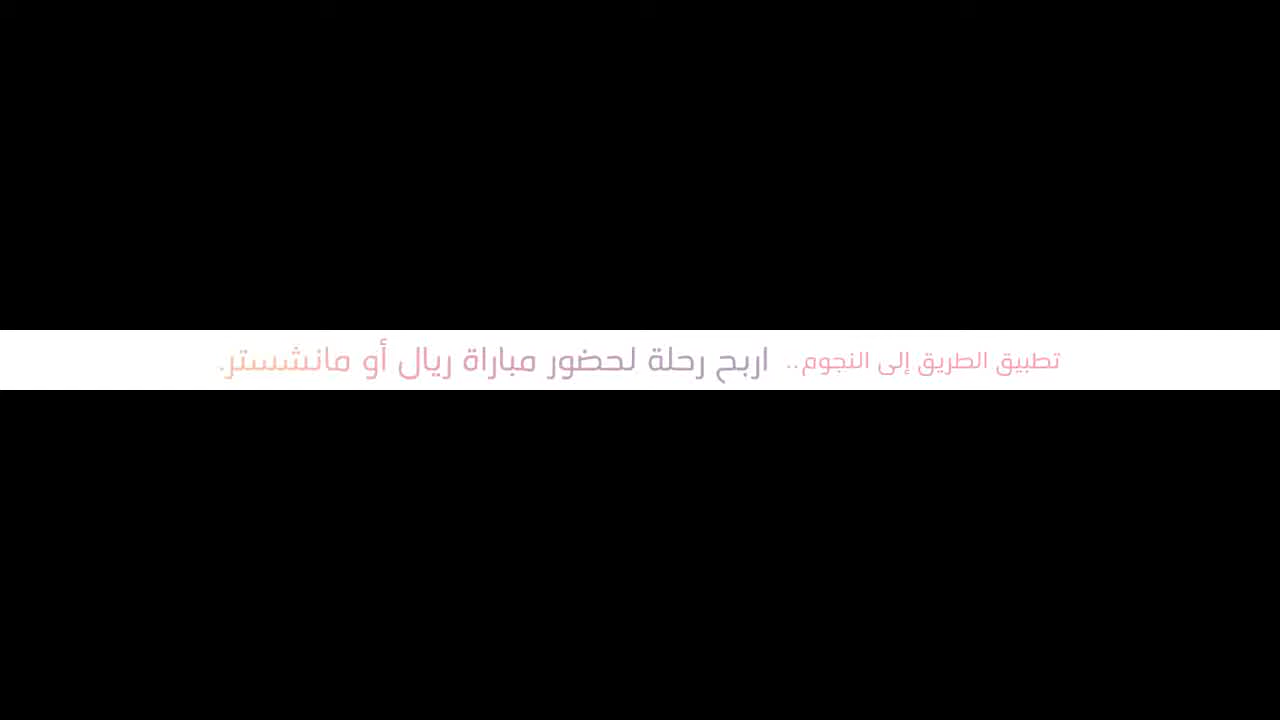 تطبيق الطريق إلى النجوم.. اربح رحلة لحضور مباراة ريال أو مانشستر.